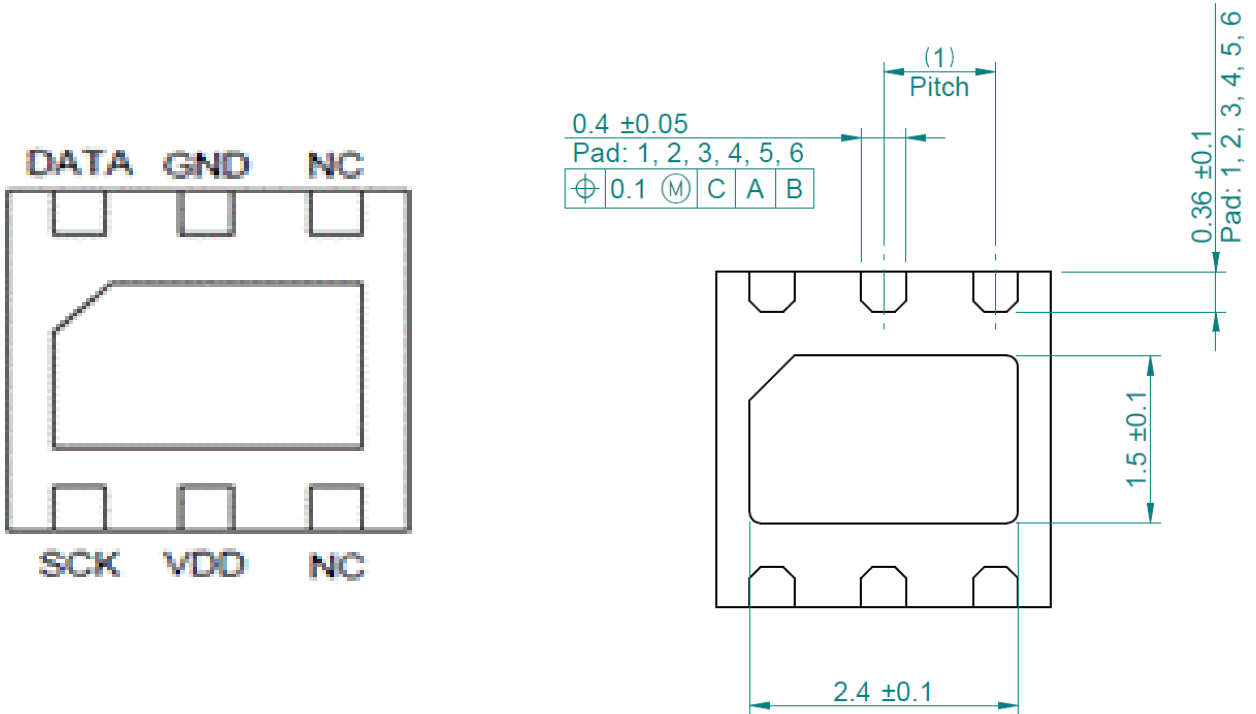 DATA GND NC
SCK VDD NC
(1)
Pitch
0.4 ±0.05
Pad: 1, 2, 3, 4, 5, 6
⌖ 0.1 Ⓜ C A B
0.36 ±0.1
Pad: 1, 2, 3, 4, 5, 6
1.5 ±0.1
2.4 ±0.1